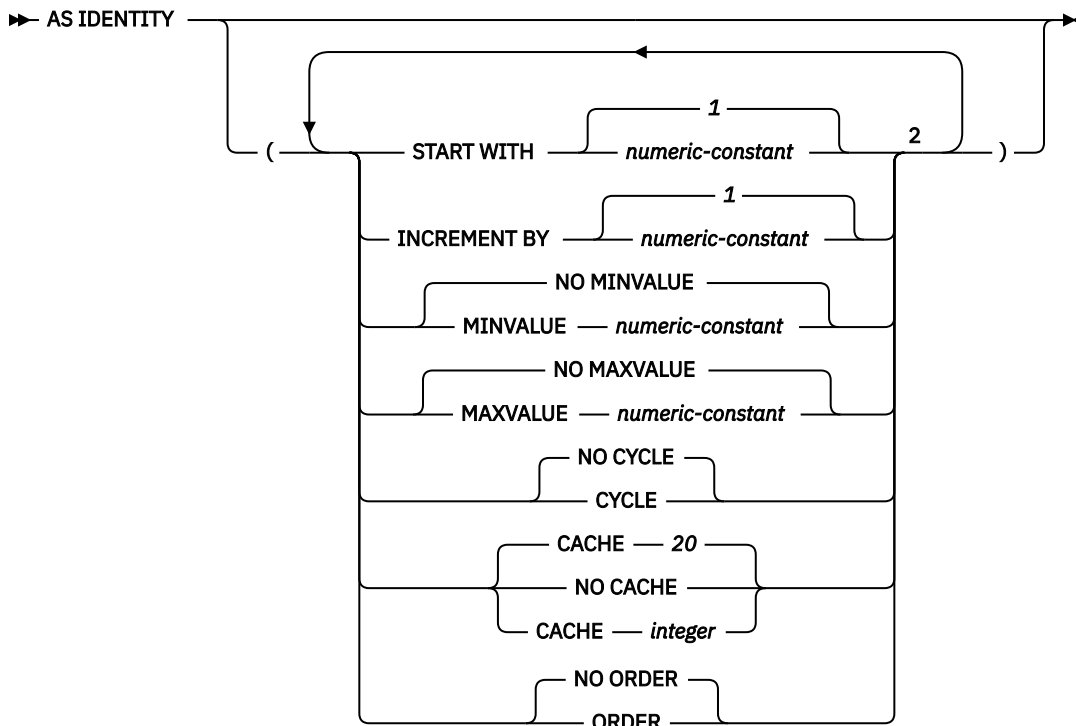 AS IDENTITY
1
2
( START WITH numeric-constant )
1
INCREMENT BY numeric-constant
NO MINVALUE
MINVALUE numeric-constant
NO MAXVALUE
MAXVALUE numeric-constant
NO CYCLE
CYCLE
CACHE 20
NO CACHE
CACHE integer
NO ORDER
ORDER